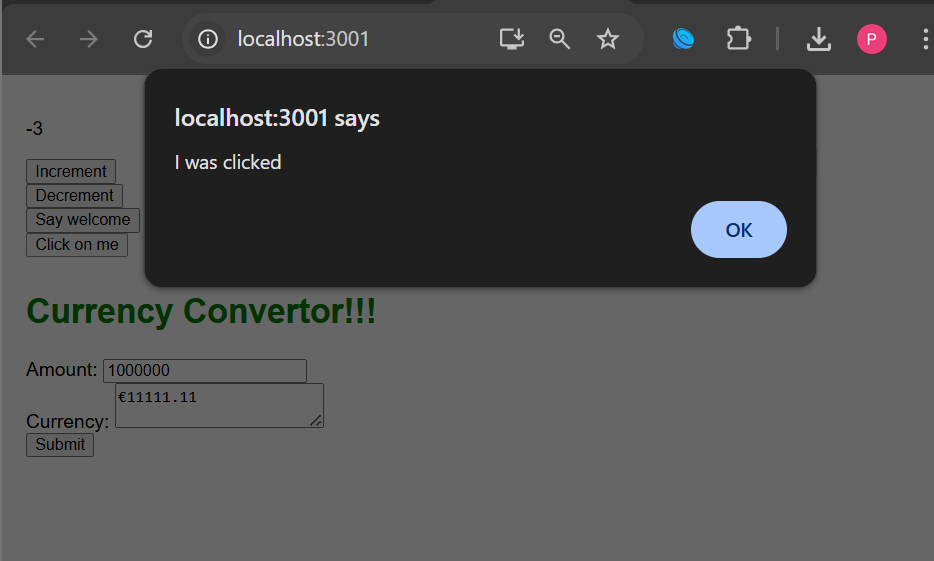 localhost:3001
P
localhost:3001 says
I was clicked
OK
-3
Increment
Decrement
Say welcome
Click on me
Currency Convertor!!!
Amount: 1000000
Currency: €11111.11
Submit